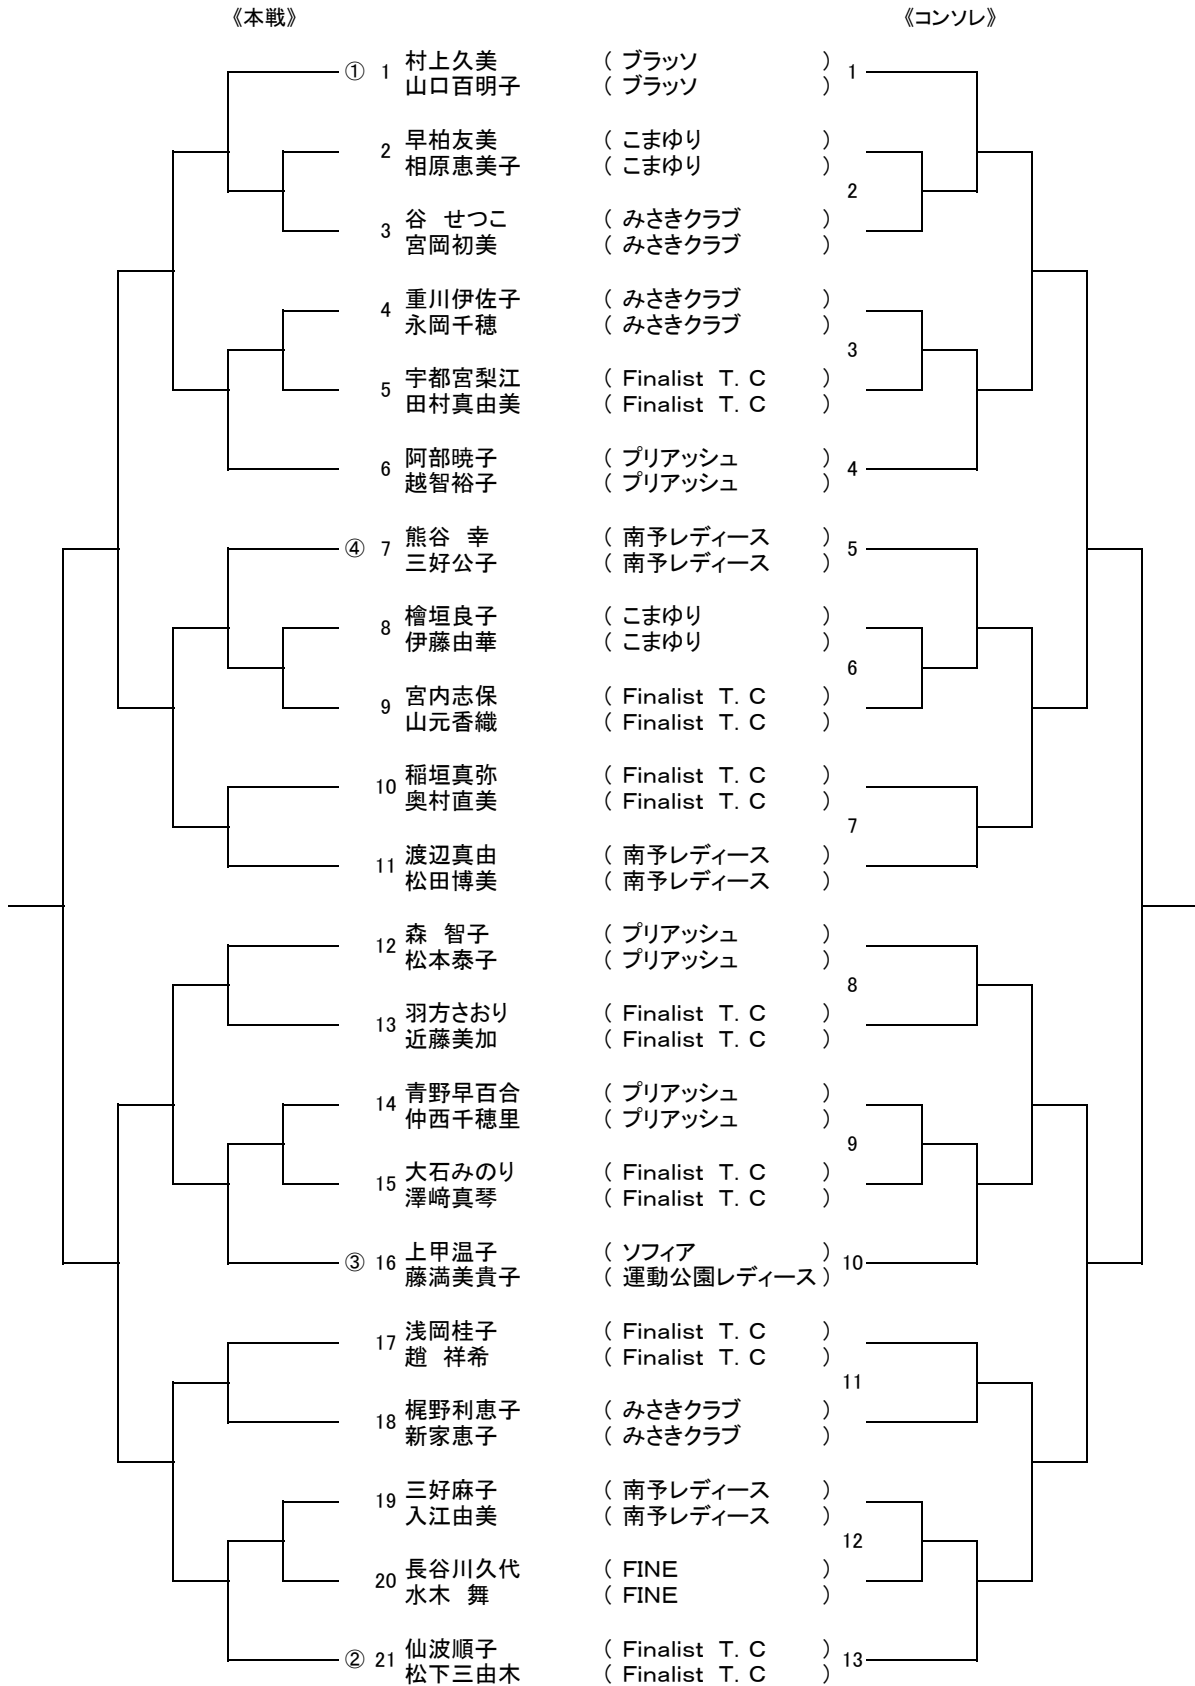 《本戦》 《コンソレ》
① 1 村上久美 ( ブラッソ ) 1
山口百明子 ( ブラッソ )
2 早柏友美 ( こまゆり )
相原恵美子 ( こまゆり )
2
3 谷 せつこ ( みさきクラブ )
宮岡初美 ( みさきクラブ )
4 重川伊佐子 ( みさきクラブ )
永岡千穂 ( みさきクラブ )
3
5 宇都宮梨江 ( Finalist T. C )
田村真由美 ( Finalist T. C )
6 阿部暁子 ( プリアッシュ ) 4
越智裕子 ( プリアッシュ )
④ 7 熊谷 幸 ( 南予レディース ) 5
三好公子 ( 南予レディース )
8 檜垣良子 ( こまゆり )
伊藤由華 ( こまゆり )
6
9 宮内志保 ( Finalist T. C )
山元香織 ( Finalist T. C )
10 稲垣真弥 ( Finalist T. C )
奥村直美 ( Finalist T. C )
7
11 渡辺真由 ( 南予レディース )
松田博美 ( 南予レディース )
12 森 智子 ( プリアッシュ )
松本泰子 ( プリアッシュ )
8
13 羽方さおり ( Finalist T. C )
近藤美加 ( Finalist T. C )
14 青野早百合 ( プリアッシュ )
仲西千穂里 ( プリアッシュ )
9
15 大石みのり ( Finalist T. C )
澤﨑真琴 ( Finalist T. C )
③ 16 上甲温子 ( ソフィア ) 10
藤満美貴子 ( 運動公園レディース )
17 浅岡桂子 ( Finalist T. C )
趙 祥希 ( Finalist T. C )
11
18 梶野利恵子 ( みさきクラブ )
新家恵子 ( みさきクラブ )
19 三好麻子 ( 南予レディース )
入江由美 ( 南予レディース )
12
20 長谷川久代 ( FINE )
水木 舞 ( FINE )
② 21 仙波順子 ( Finalist T. C ) 13
松下三由木 ( Finalist T. C )